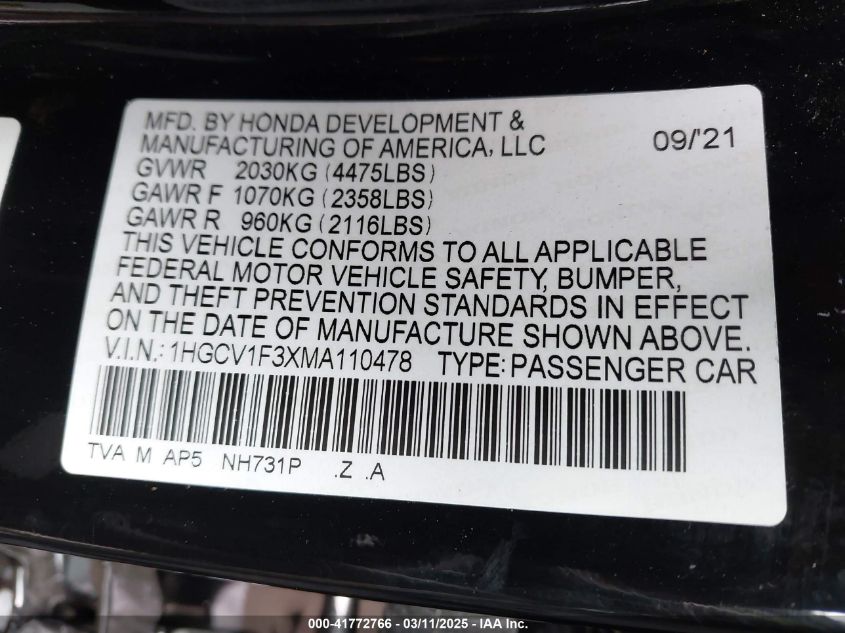 MFD. BY HONDA DEVELOPMENT &
MANUFACTURING OF AMERICA, LLC 09/'21
GVWR 2030KG (4475LBS)
GAWR F 1070KG (2358LBS)
GAWR R 960KG (2116LBS)
THIS VEHICLE CONFORMS TO ALL APPLICABLE
FEDERAL MOTOR VEHICLE SAFETY, BUMPER,
AND THEFT PREVENTION STANDARDS IN EFFECT
ON THE DATE OF MANUFACTURE SHOWN ABOVE.
V.I.N.: 1HGCV1F3XMA110478 TYPE: PASSENGER CAR
TVA M AP5 NH731P .Z .A
000-41772766 - 03/11/2025 - IAA Inc.